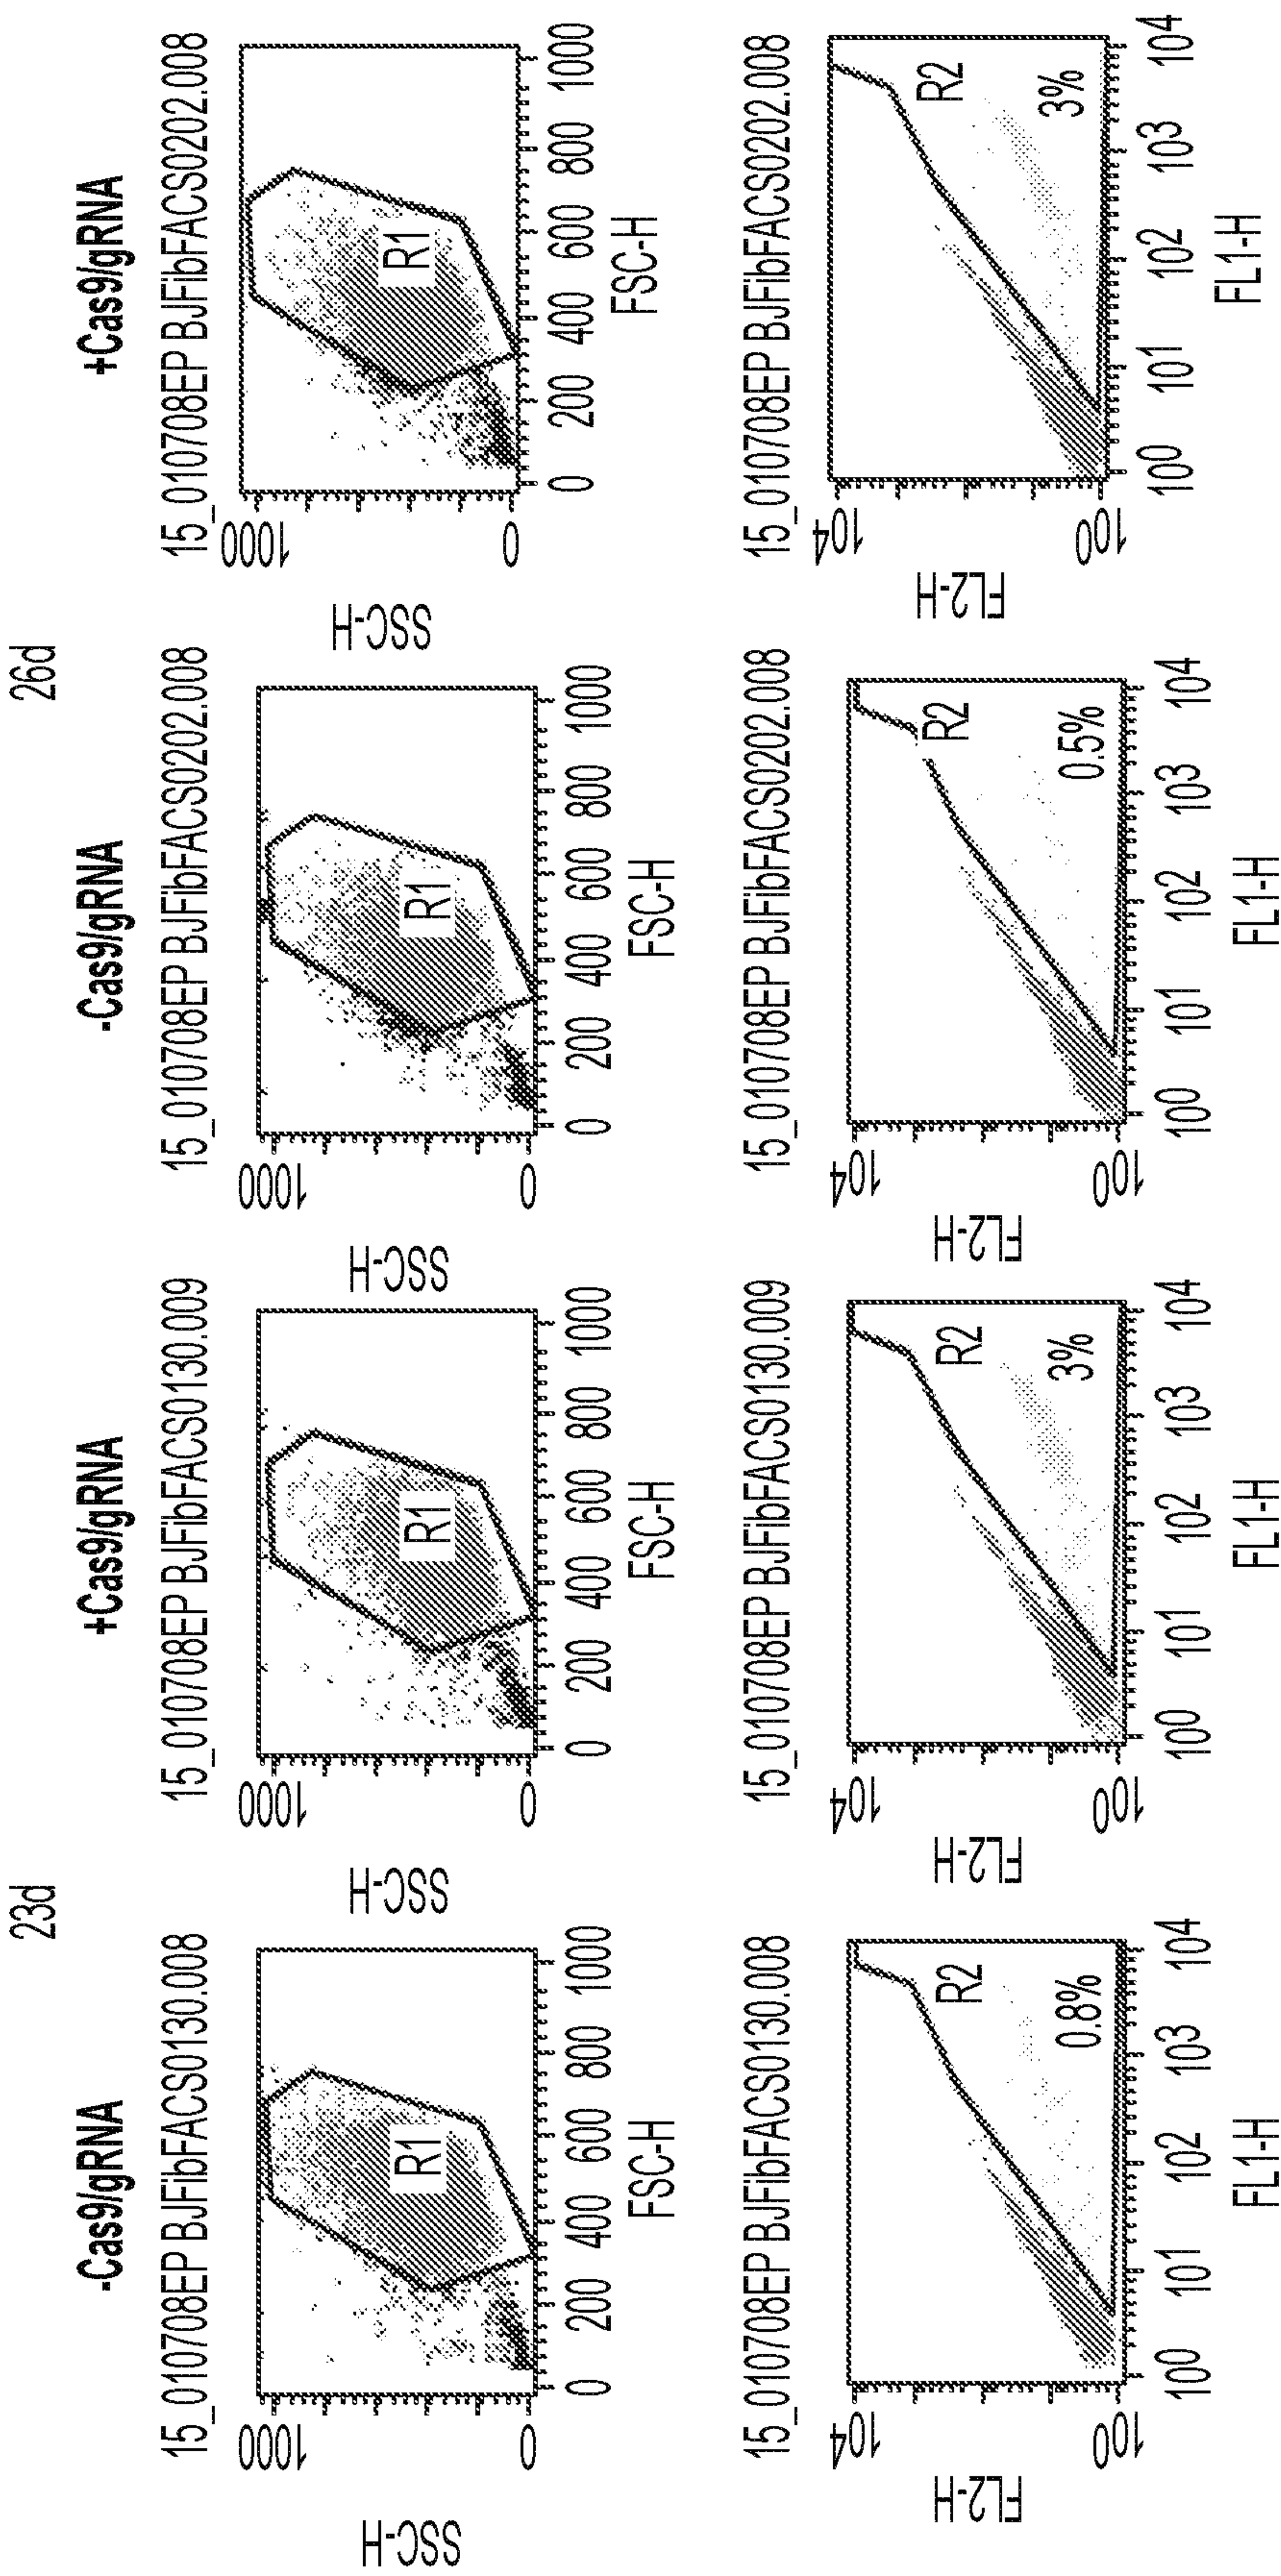 23d
26d
-Cas9/gRNA
+Cas9/gRNA
-Cas9/gRNA
+Cas9/gRNA
15_010708EP BJFibFACS0130.008
SSC-H
1000
0
R1
0 200 400 600 800 1000
FSC-H
15_010708EP BJFibFACS0130.009
SSC-H
1000
0
R1
0 200 400 600 800 1000
FSC-H
15_010708EP BJFibFACS0202.008
SSC-H
1000
0
R1
0 200 400 600 800 1000
FSC-H
15_010708EP BJFibFACS0202.008
SSC-H
1000
0
R1
0 200 400 600 800 1000
FSC-H
15_010708EP BJFibFACS0130.008
FL2-H
10⁴
10⁰
R2
0.8%
10⁰ 10¹ 10² 10³ 10⁴
FL1-H
15_010708EP BJFibFACS0130.009
FL2-H
10⁴
10⁰
R2
3%
10⁰ 10¹ 10² 10³ 10⁴
FL1-H
15_010708EP BJFibFACS0202.008
FL2-H
10⁴
10⁰
R2
0.5%
10⁰ 10¹ 10² 10³ 10⁴
FL1-H
15_010708EP BJFibFACS0202.008
FL2-H
10⁴
10⁰
R2
3%
10⁰ 10¹ 10² 10³ 10⁴
FL1-H